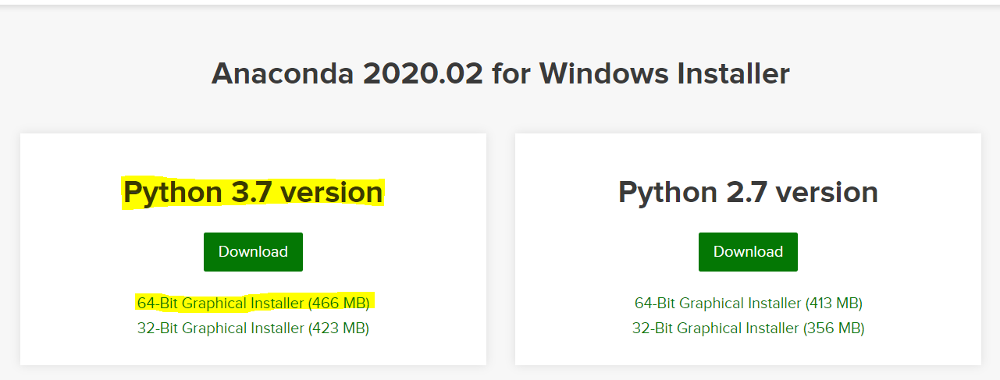 Anaconda 2020.02 for Windows Installer
Python 3.7 version
Download
64-Bit Graphical Installer (466 MB)
32-Bit Graphical Installer (423 MB)
Python 2.7 version
Download
64-Bit Graphical Installer (413 MB)
32-Bit Graphical Installer (356 MB)